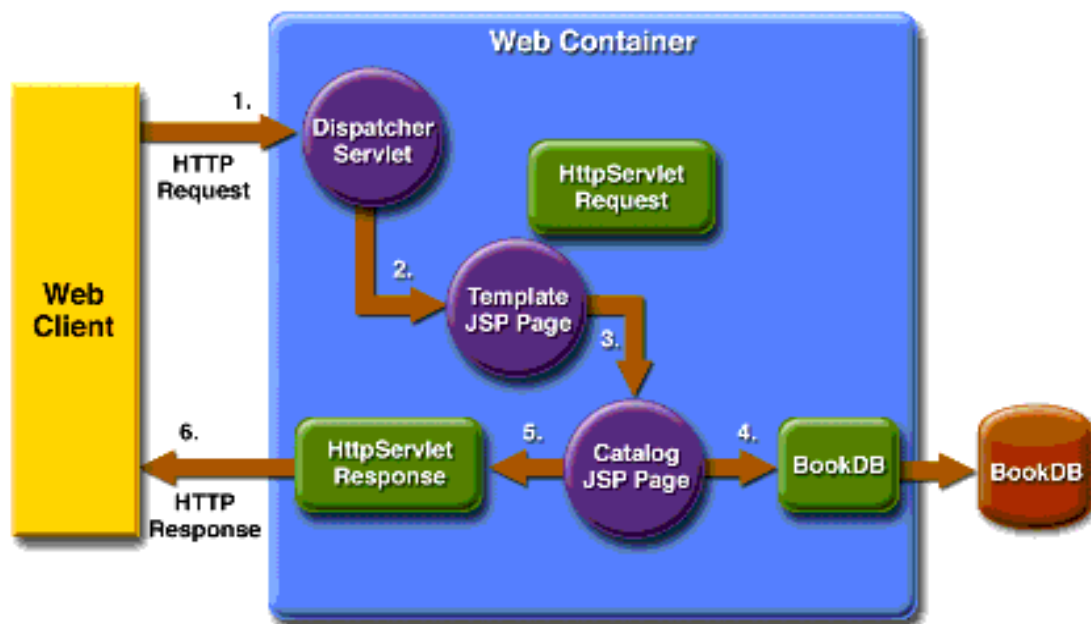 Web Container
1.
Dispatcher
Servlet
HTTP
Request
HttpServlet
Request
2.
Template
JSP Page
3.
Web
Client
6.
HttpServlet
Response
5.
Catalog
JSP Page
4.
BookDB
BookDB
HTTP
Response